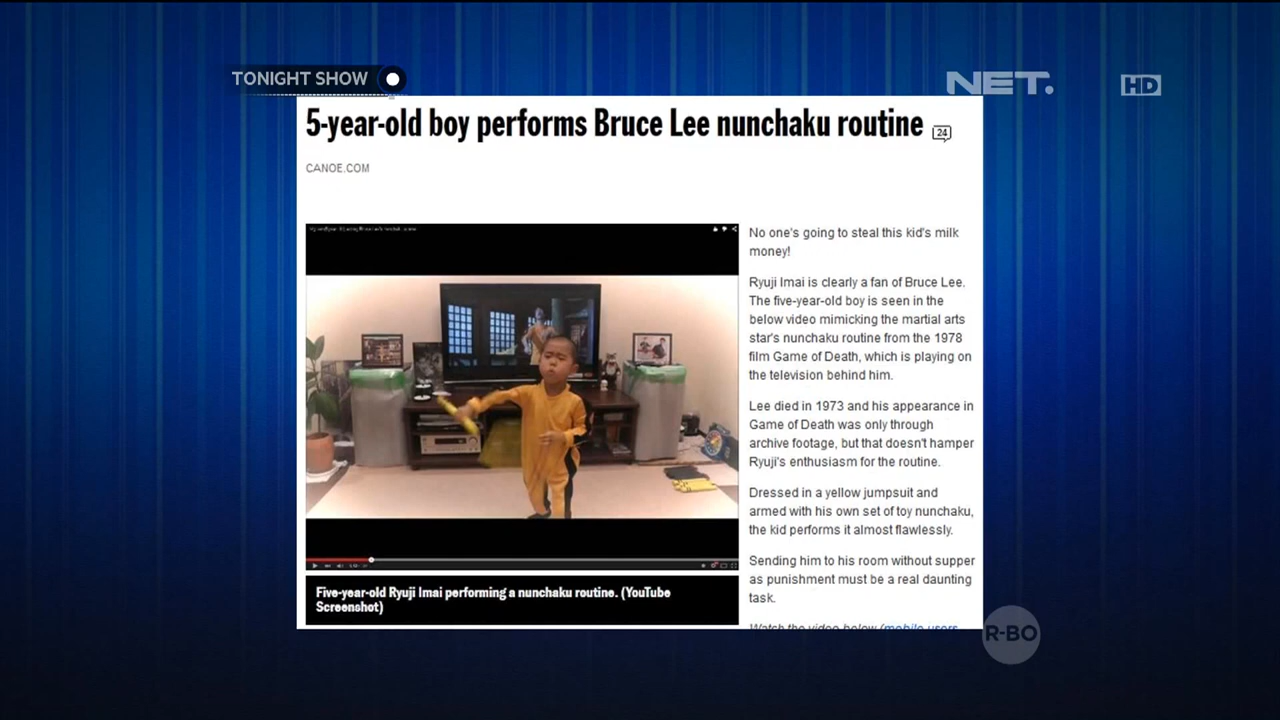 TONIGHT SHOW
NET.
HD
5-year-old boy performs Bruce Lee nunchaku routine
24
CANOE.COM
No one's going to steal this kid's milk
money!
Ryuji Imai is clearly a fan of Bruce Lee.
The five-year-old boy is seen in the
below video mimicking the martial arts
star's nunchaku routine from the 1978
film Game of Death, which is playing on
the television behind him.
Lee died in 1973 and his appearance in
Game of Death was only through
archive footage, but that doesn't hamper
Ryuji's enthusiasm for the routine.
Dressed in a yellow jumpsuit and
armed with his own set of toy nunchaku,
the kid performs it almost flawlessly.
Sending him to his room without supper
as punishment must be a real daunting
task.
Watch the video below (mobile users
Five-year-old Ryuji Imai performing a nunchaku routine. (YouTube
Screenshot)
R-BO